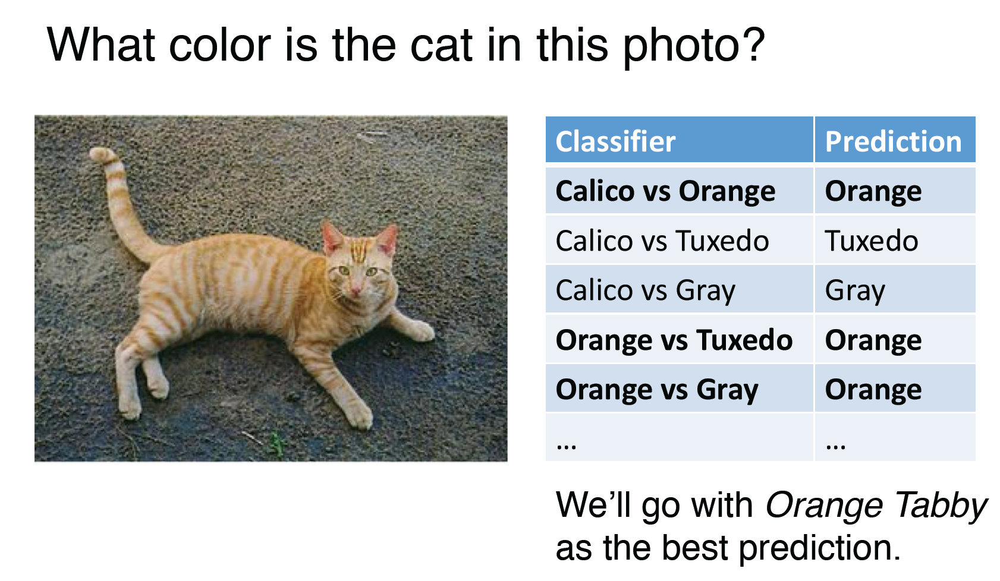 What color is the cat in this photo?
Classifier Prediction
Calico vs Orange Orange
Calico vs Tuxedo Tuxedo
Calico vs Gray Gray
Orange vs Tuxedo Orange
Orange vs Gray Orange
... ...
We’ll go with Orange Tabby
as the best prediction.